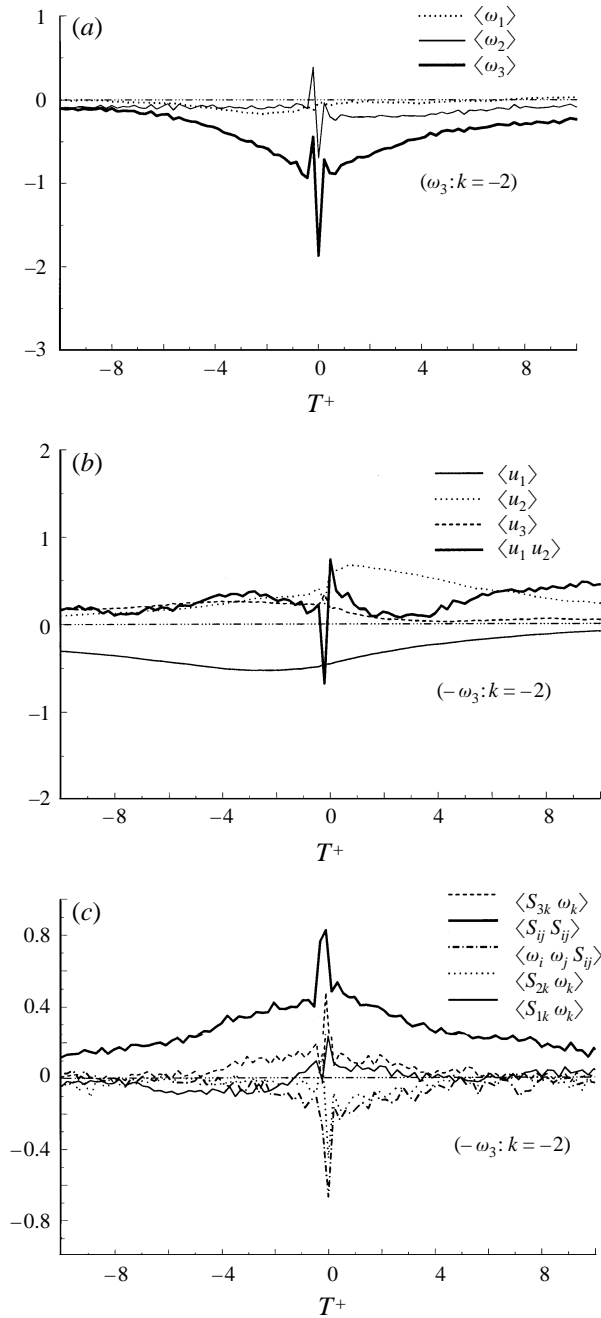 (a)
⟨ω1⟩
⟨ω2⟩
⟨ω3⟩
1
0
–1
–2
–3
(ω3: k = –2)
–8 –4 0 4 8
T+
(b)
⟨u1⟩
⟨u2⟩
⟨u3⟩
⟨u1 u2⟩
2
1
0
–1
–2
(– ω3: k = –2)
–8 –4 0 4 8
T+
(c)
⟨S3k ωk⟩
⟨Sij Sij⟩
⟨ωi ωj Sij⟩
⟨S2k ωk⟩
⟨S1k ωk⟩
0.8
0.4
0
–0.4
–0.8
(– ω3: k = –2)
–8 –4 0 4 8
T+